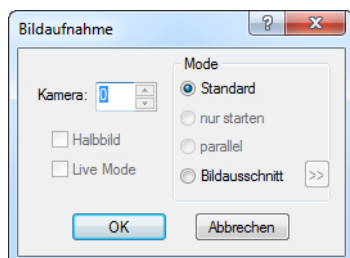 Bildaufnahme
Kamera: 0
Halbbild
Live Mode
Mode
Standard
nur starten
parallel
Bildausschnitt >>
OK Abbrechen